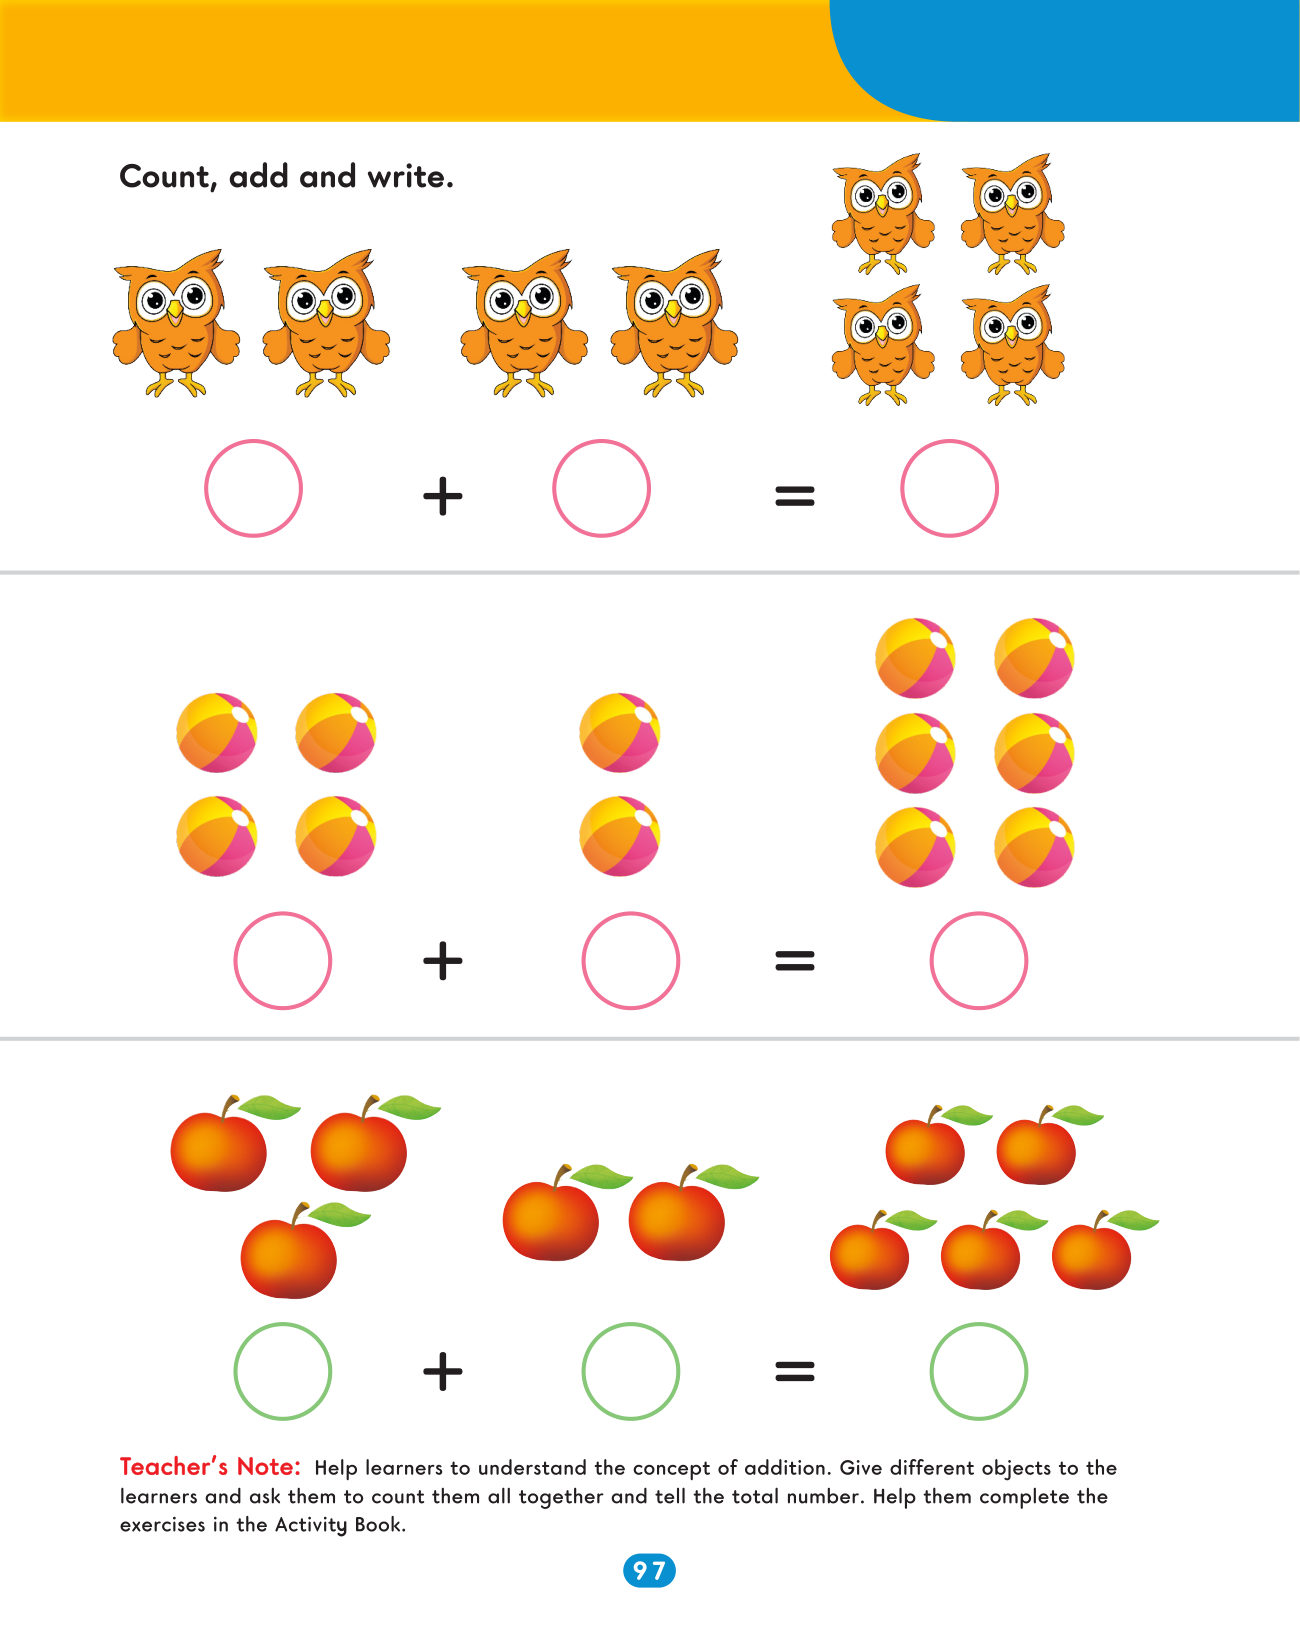 Count, add and write.
+ =
+ =
+ =
Teacher's Note: Help learners to understand the concept of addition. Give different objects to the
learners and ask them to count them all together and tell the total number. Help them complete the
exercises in the Activity Book.
97